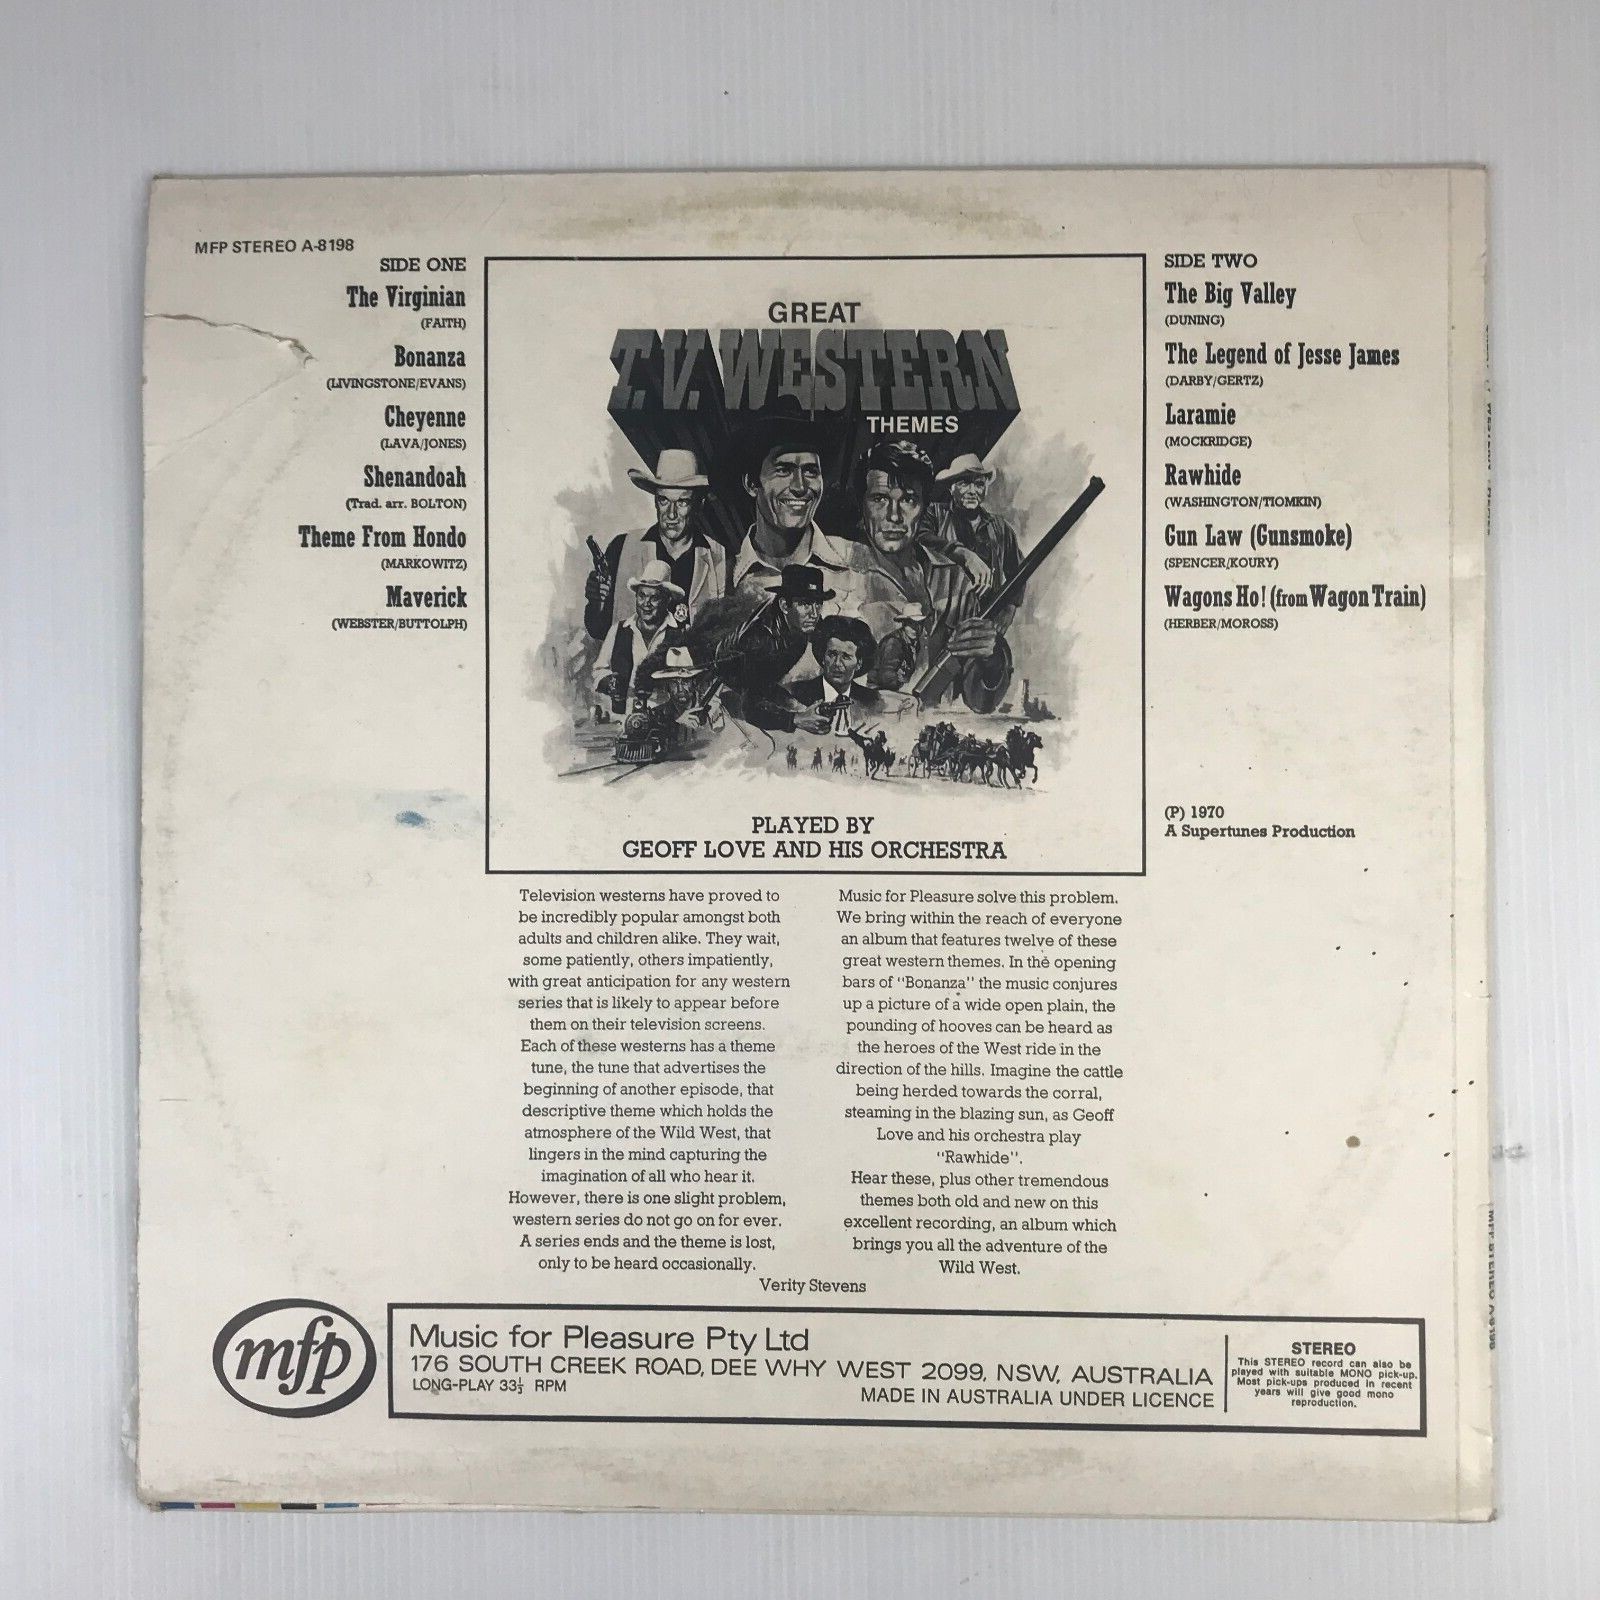 MFP STEREO A-8198
SIDE ONE
The Virginian
(FAITH)
Bonanza
(LIVINGSTONE/EVANS)
Cheyenne
(LAVA/JONES)
Shenandoah
(Trad. arr. BOLTON)
Theme From Hondo
(MARKOWITZ)
Maverick
(WEBSTER/BUTTOLPH)
GREAT
T.V. WESTERN
THEMES
PLAYED BY
GEOFF LOVE AND HIS ORCHESTRA
SIDE TWO
The Big Valley
(DUNING)
The Legend of Jesse James
(DARBY/GERTZ)
Laramie
(MOCKRIDGE)
Rawhide
(WASHINGTON/TIOMKIN)
Gun Law (Gunsmoke)
(SPENCER/KOURY)
Wagons Ho! (from Wagon Train)
(HERBER/MOROSS)
(P) 1970
A Supertunes Production
Television westerns have proved to
be incredibly popular amongst both
adults and children alike. They wait,
some patiently, others impatiently,
with great anticipation for any western
series that is likely to appear before
them on their television screens.
Each of these westerns has a theme
tune, the tune that advertises the
beginning of another episode, that
descriptive theme which holds the
atmosphere of the Wild West, that
lingers in the mind capturing the
imagination of all who hear it.
However, there is one slight problem,
western series do not go on for ever.
A series ends and the theme is lost,
only to be heard occasionally.
Music for Pleasure solve this problem.
We bring within the reach of everyone
an album that features twelve of these
great western themes. In the opening
bars of "Bonanza" the music conjures
up a picture of a wide open plain, the
pounding of hooves can be heard as
the heroes of the West ride in the
direction of the hills. Imagine the cattle
being herded towards the corral,
steaming in the blazing sun, as Geoff
Love and his orchestra play
"Rawhide".
Hear these, plus other tremendous
themes both old and new on this
excellent recording, an album which
brings you all the adventure of the
Wild West.
Verity Stevens
mfp
Music for Pleasure Pty Ltd
176 SOUTH CREEK ROAD, DEE WHY WEST 2099, NSW, AUSTRALIA
LONG-PLAY 33⅓ RPM
MADE IN AUSTRALIA UNDER LICENCE
STEREO
This STEREO record can also be
played with suitable MONO pick-up.
Most pick-ups produced in recent
years will give good mono
reproduction.
MFP STEREO A-8198